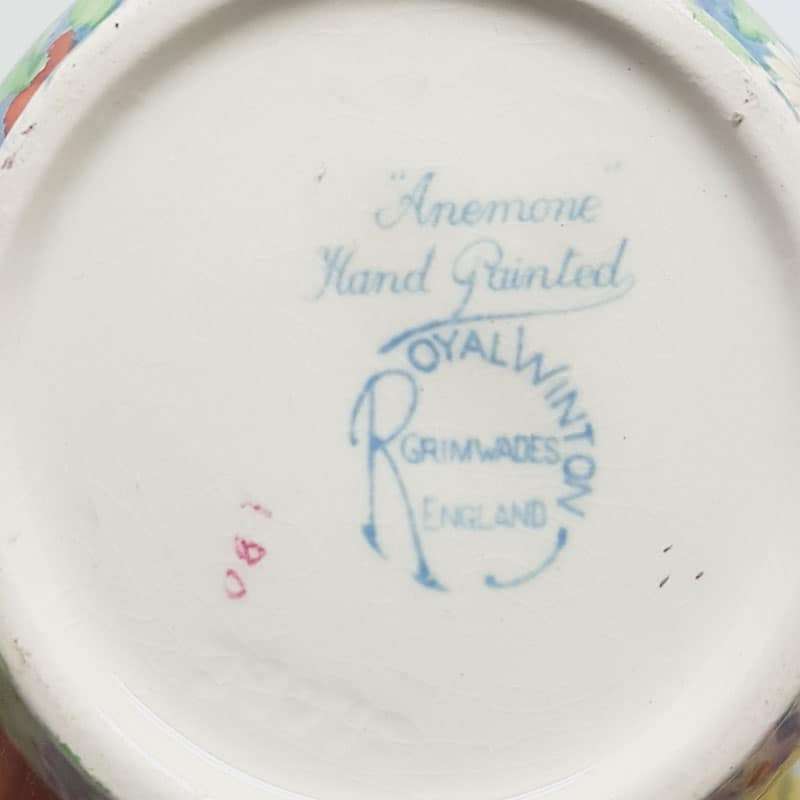 "Anemone"
Hand Painted
ROYAL WINTON
GRIMWADES
ENGLAND